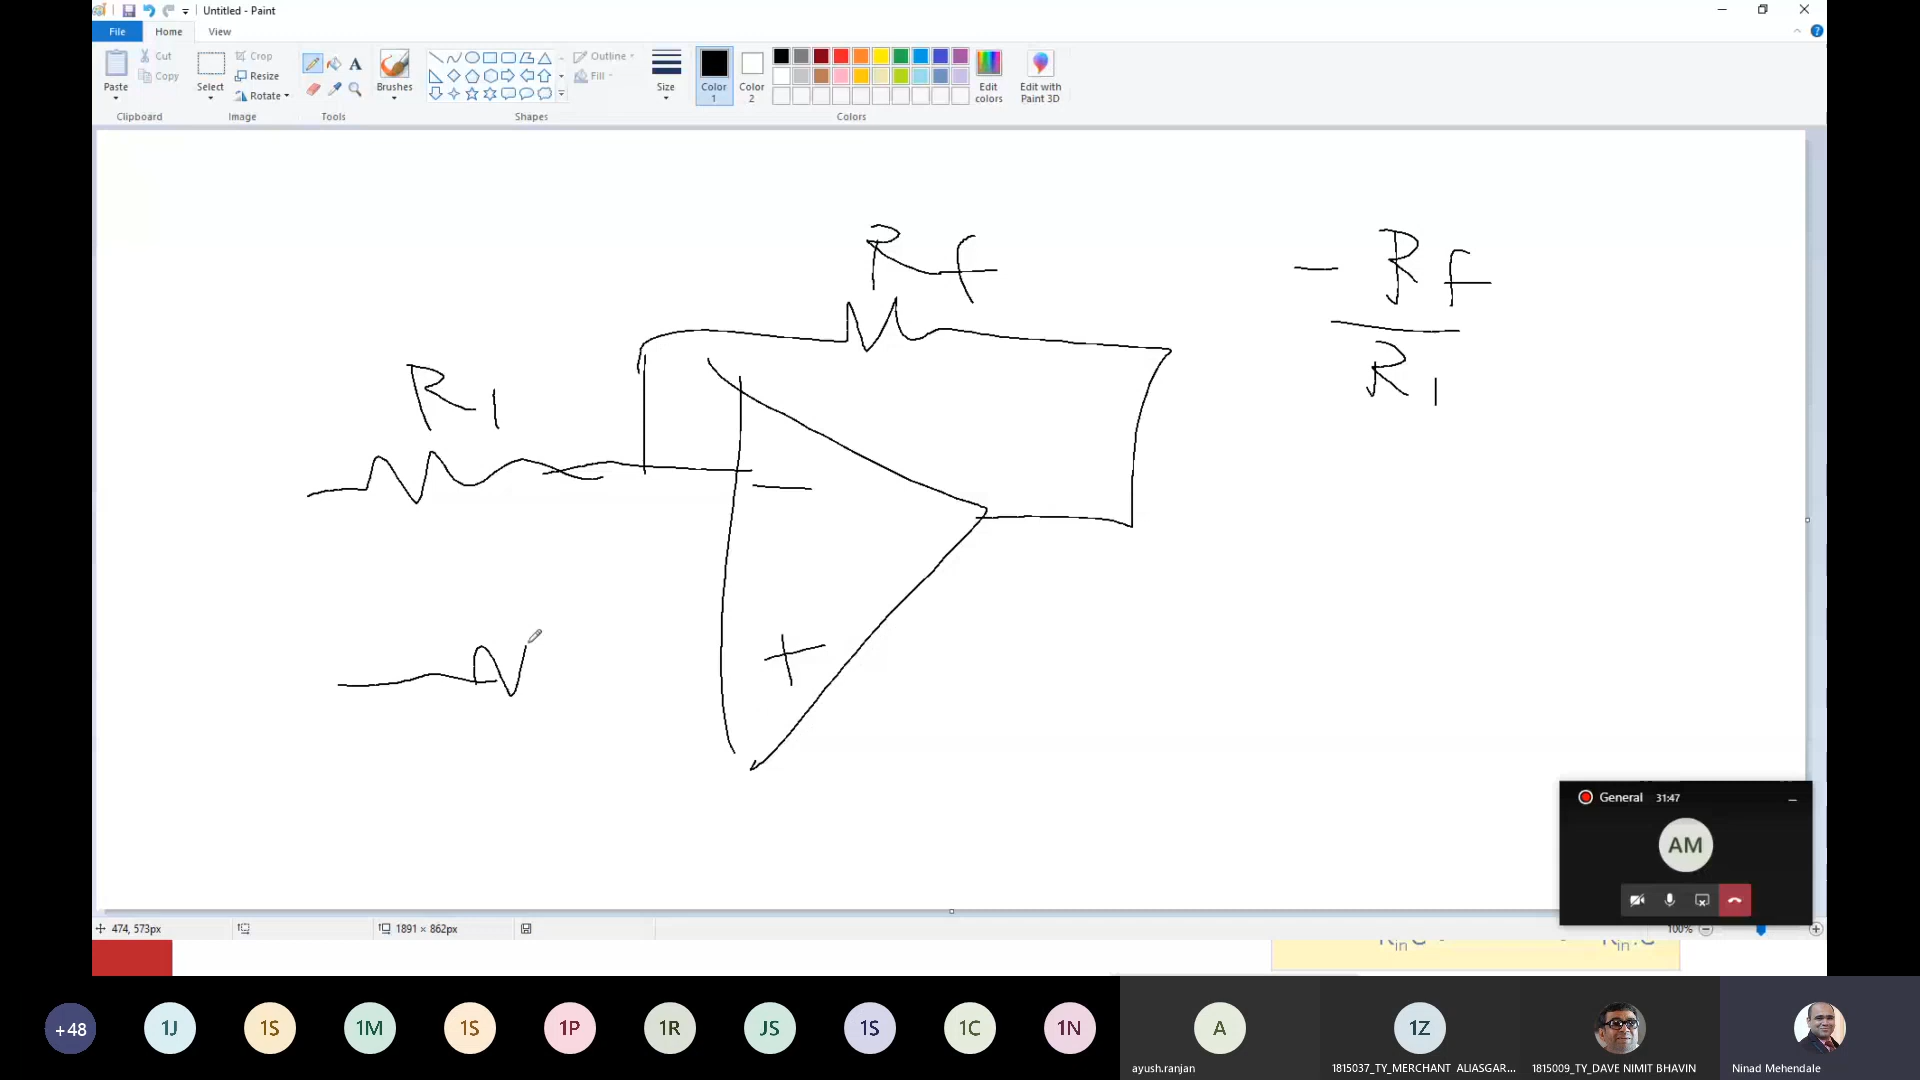 Untitled - Paint
File Home View
Paste
Cut
Copy
Clipboard
Select
Crop
Resize
Rotate
Image
Tools
Brushes
Shapes
Outline
Fill
Size
Color 1
Color 2
Colors
Edit colors
Edit with Paint 3D
Rf
R1
- Rf
R1
−
+
General 31:47
AM
474, 573px
1891 × 862px
100%
+48 1J 1S 1M 1S 1P 1R JS 1S 1C 1N A 1Z
ayush.ranjan
1815037_TY_MERCHANT ALIASGAR...
1815009_TY_DAVE NIMIT BHAVIN
Ninad Mehendale